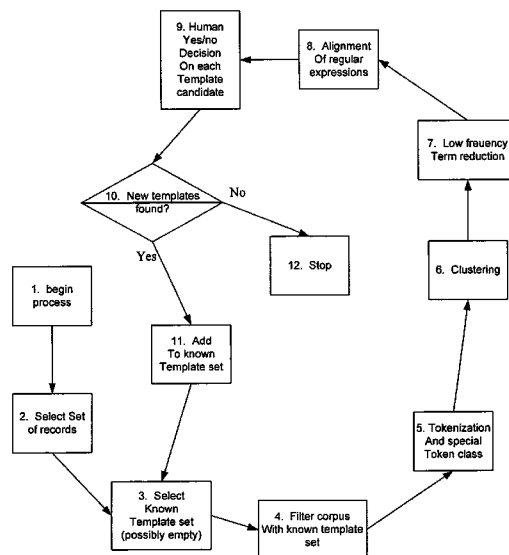 9. Human
Yes/no
Decision
On each
Template
candidate
8. Alignment
Of regular
expressions
7. Low freuency
Term reduction
10. New templates
found?
No
Yes
12. Stop
6. Clustering
1. begin
process
11. Add
To known
Template set
2. Select Set
of records
5. Tokenization
And special
Token class
3. Select
Known
Template set
(possibly empty)
4. Filter corpus
With known template
set